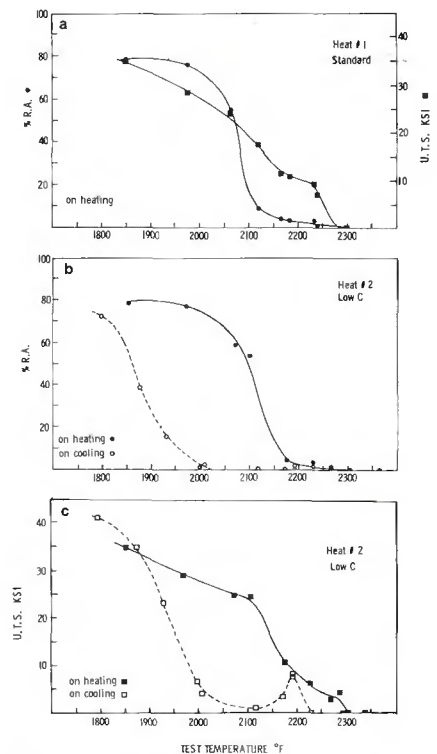 a
100
80
60
40
20
% R.A. •
Heat #1
Standard
40
30
20
10
U.T.S. KSI ■
on heating
1800 1900 2000 2100 2200 2300
b
100
80
60
40
20
% R.A.
Heat #2
Low C
on heating •
on cooling ○
1800 1900 2000 2100 2200 2300
c
40
30
20
10
U.T.S. KSI
Heat # 2
Low C
on heating ■
on cooling □
1800 1900 2000 2100 2200 2300
TEST TEMPERATURE °F